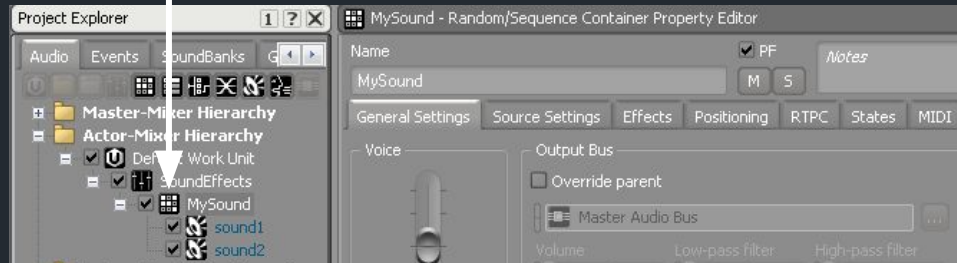 Project Explorer
1 ? X
Audio Events SoundBanks G
Master-Mixer Hierarchy
Actor-Mixer Hierarchy
Default Work Unit
SoundEffects
MySound
sound1
sound2
MySound - Random/Sequence Container Property Editor
Name
PF
Notes
MySound
M S
General Settings Source Settings Effects Positioning RTPC States MIDI
Voice
Output Bus
Override parent
Master Audio Bus
...
Volume Low-pass filter High-pass filter